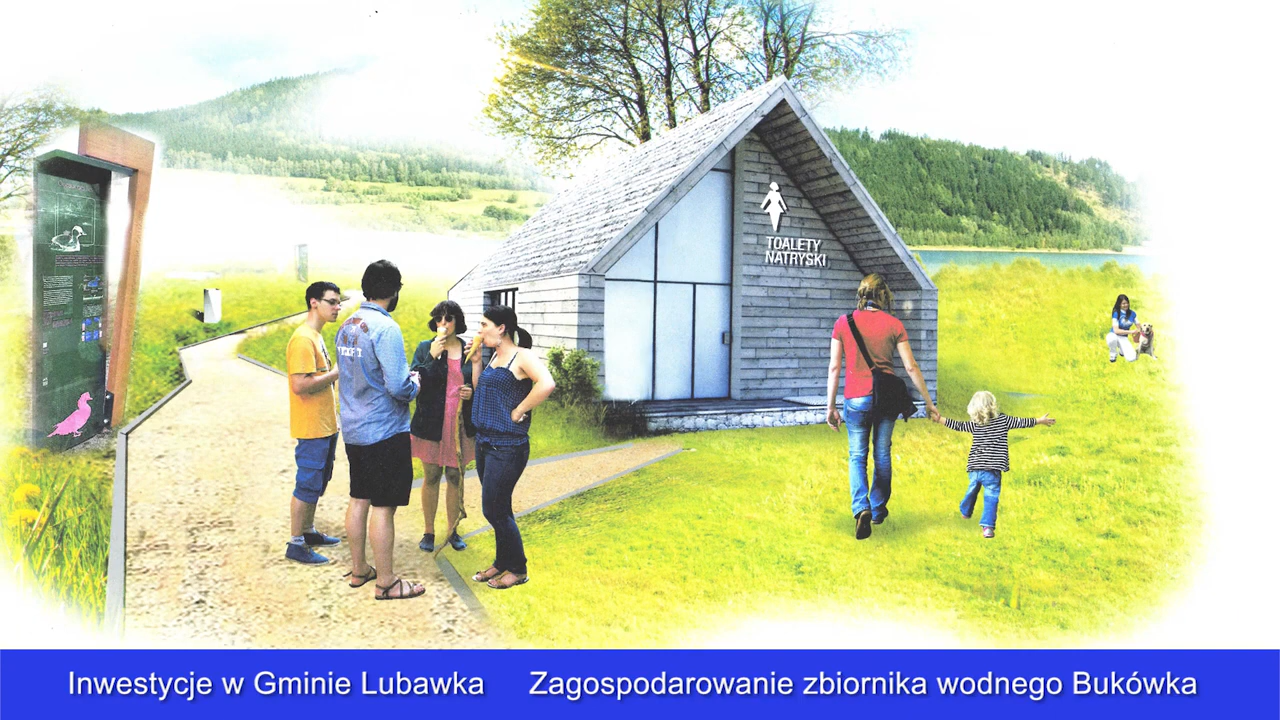 TOALETY
NATRYSKI
Inwestycje w Gminie Lubawka Zagospodarowanie zbiornika wodnego Bukówka